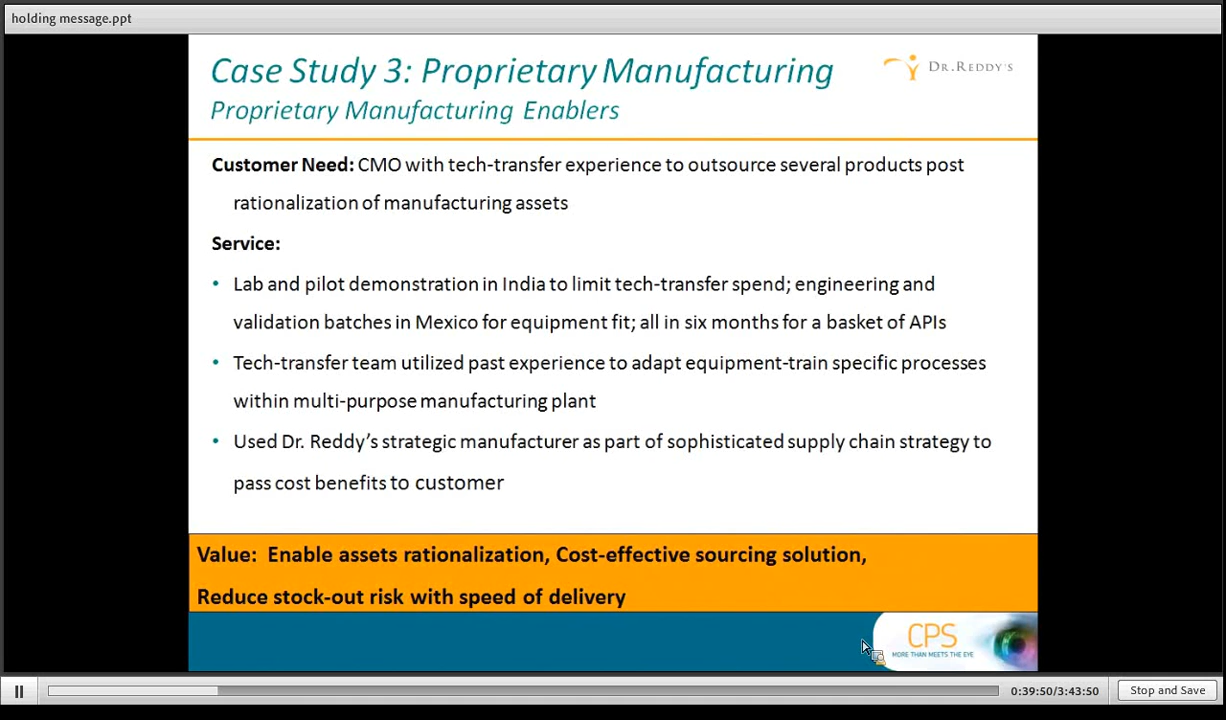 holding message.ppt
Case Study 3: Proprietary Manufacturing
DR.REDDY'S
Proprietary Manufacturing Enablers
Customer Need: CMO with tech-transfer experience to outsource several products post
rationalization of manufacturing assets
Service:
• Lab and pilot demonstration in India to limit tech-transfer spend; engineering and
validation batches in Mexico for equipment fit; all in six months for a basket of APIs
• Tech-transfer team utilized past experience to adapt equipment-train specific processes
within multi-purpose manufacturing plant
• Used Dr. Reddy's strategic manufacturer as part of sophisticated supply chain strategy to
pass cost benefits to customer
Value: Enable assets rationalization, Cost-effective sourcing solution,
Reduce stock-out risk with speed of delivery
CPS
MORE THAN MEETS THE EYE
0:39:50/3:43:50
Stop and Save